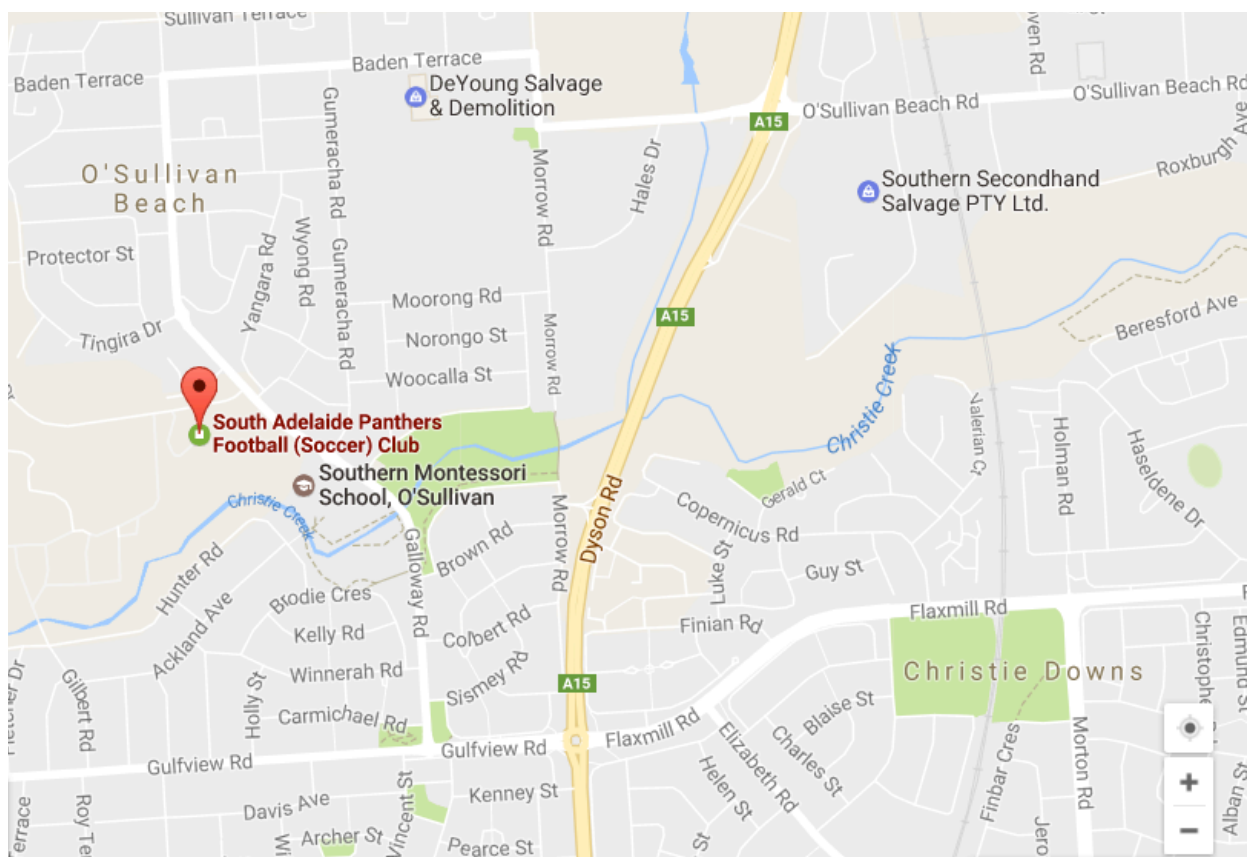 Sullivan Terrace
Baden Terrace
Baden Terrace
DeYoung Salvage
& Demolition
A15
O'Sullivan Beach Rd
O'Sullivan Beach Rd
Roxburgh Ave
O'Sullivan
Beach
Gumeracha Rd
Morrow Rd
Hales Dr
Southern Secondhand
Salvage PTY Ltd.
Protector St
Yangara Rd
Wyong Rd
Gumeracha Rd
Moorong Rd
Norongo St
Woocalla St
Morrow Rd
A15
Tingira Dr
Beresford Ave
Christie Creek
South Adelaide Panthers
Football (Soccer) Club
Southern Montessori
School, O'Sullivan
Christie Creek
Valerian Ct
Holman Rd
Haseldene Dr
Gerald Ct
Copernicus Rd
Dyson Rd
Morrow Rd
Brown Rd
Galloway Rd
Hunter Rd
Ackland Ave
Brodie Cres
Kelly Rd
Colbert Rd
Winnerah Rd
Sismey Rd
Luke St
Guy St
Finian Rd
Flaxmill Rd
Christie Downs
A15
Gilbert Rd
Holly St
Carmichael Rd
Gulfview Rd
Gulfview Rd
Flaxmill Rd
Blaise St
Charles St
Elizabeth Rd
Helen St
Finbar Cres
Morton Rd
Edmund St
Alban St
Davis Ave
Archer St
Kenney St
Pearce St
Vincent St
Terrace
+
−